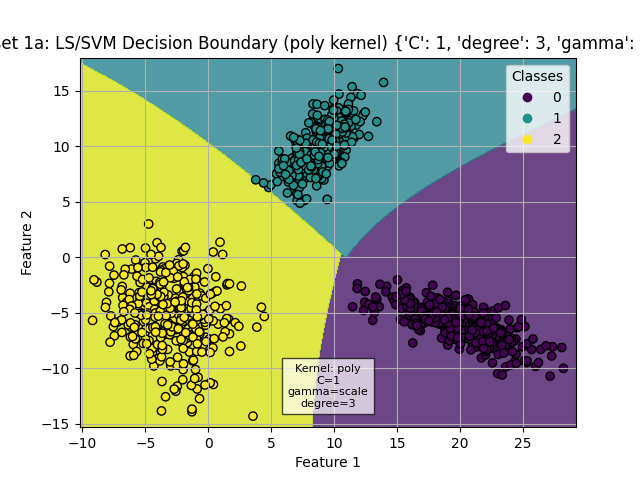 set 1a: LS/SVM Decision Boundary (poly kernel) {'C': 1, 'degree': 3, 'gamma':
Classes
0
1
2
15
10
5
0
−5
−10
−15
Feature 2
Kernel: poly
C=1
gamma=scale
degree=3
−10 −5 0 5 10 15 20 25
Feature 1